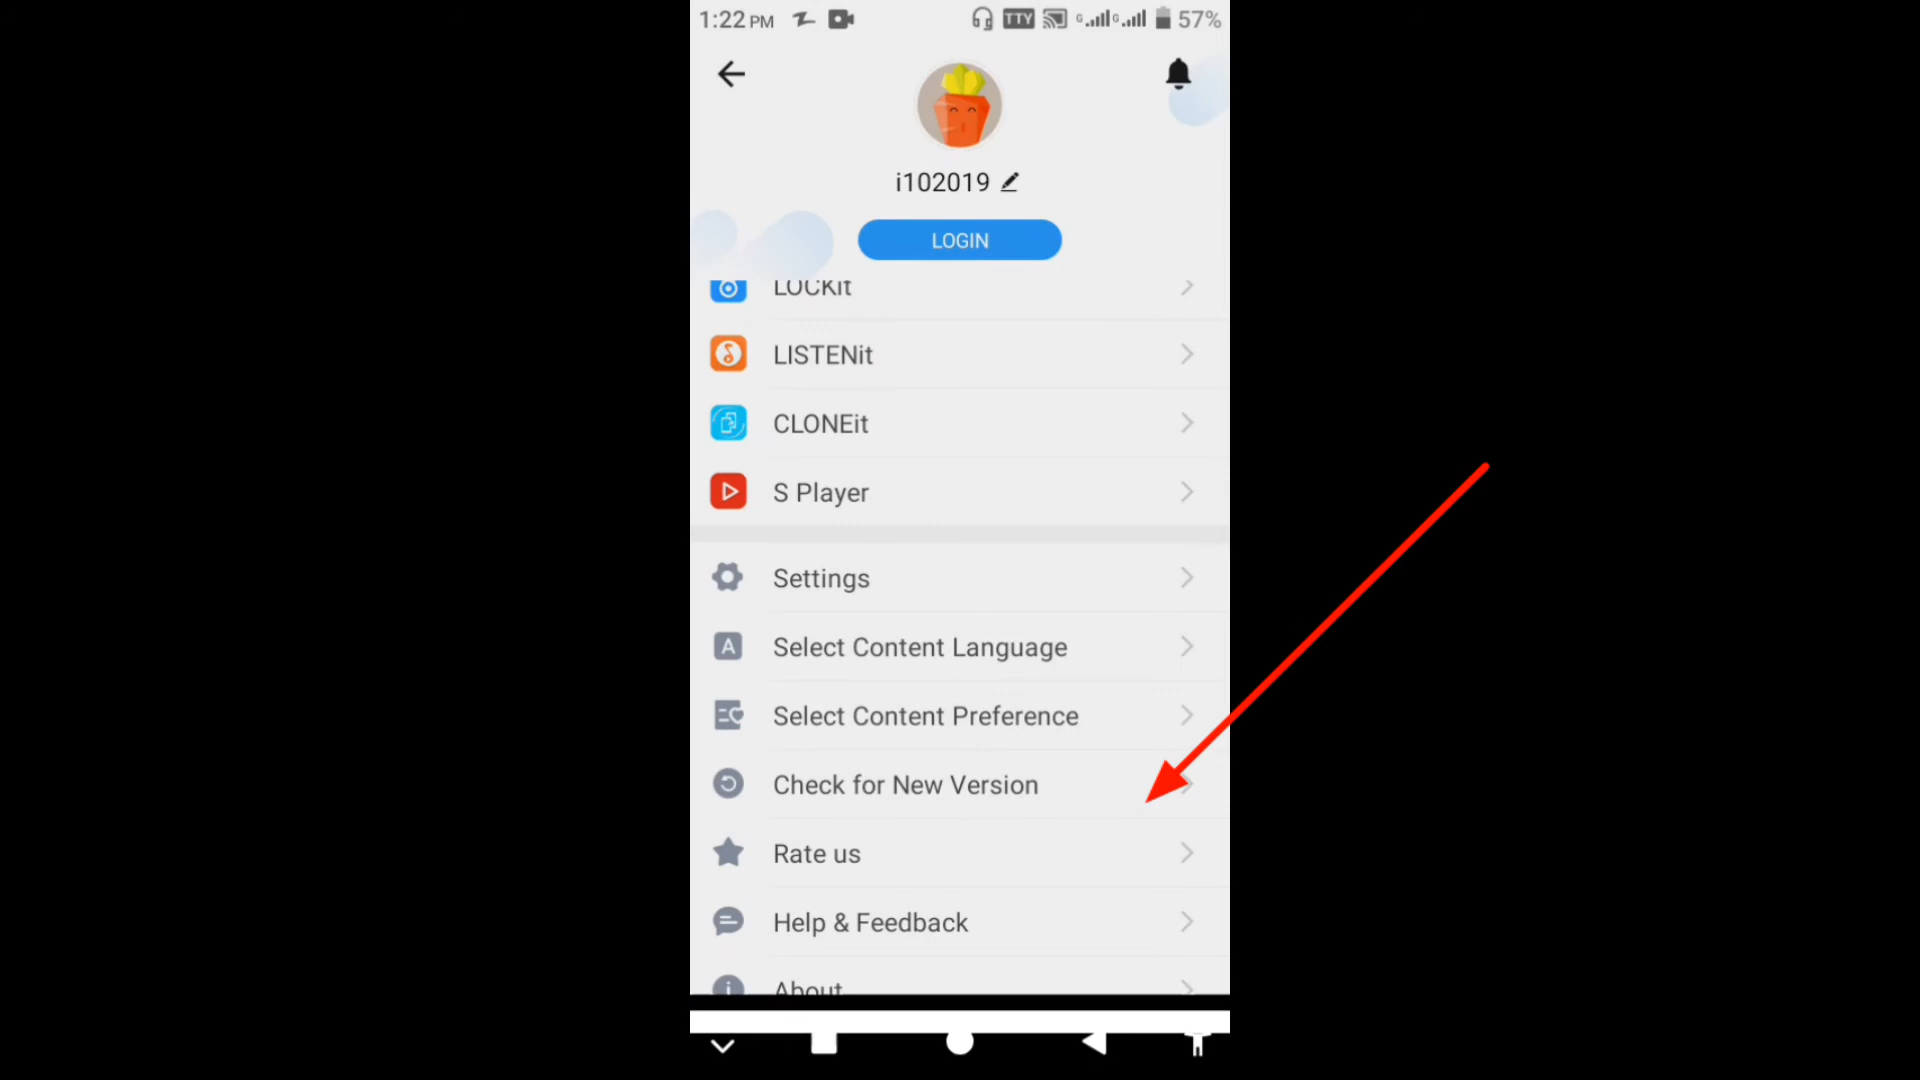 1:22 PM TTY G G 57%
i102019
LOGIN
LOCKit
LISTENit
CLONEit
S Player
Settings
A Select Content Language
Select Content Preference
Check for New Version
Rate us
Help & Feedback
About